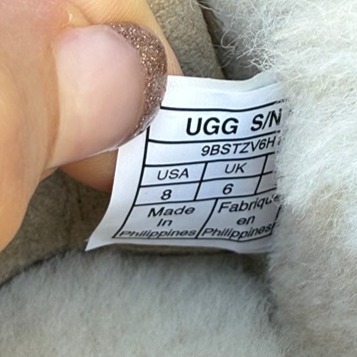 UGG S/N
9BSTZV6H
USA UK
8 6
Made Fabriqué
In en
Philippines Philippines